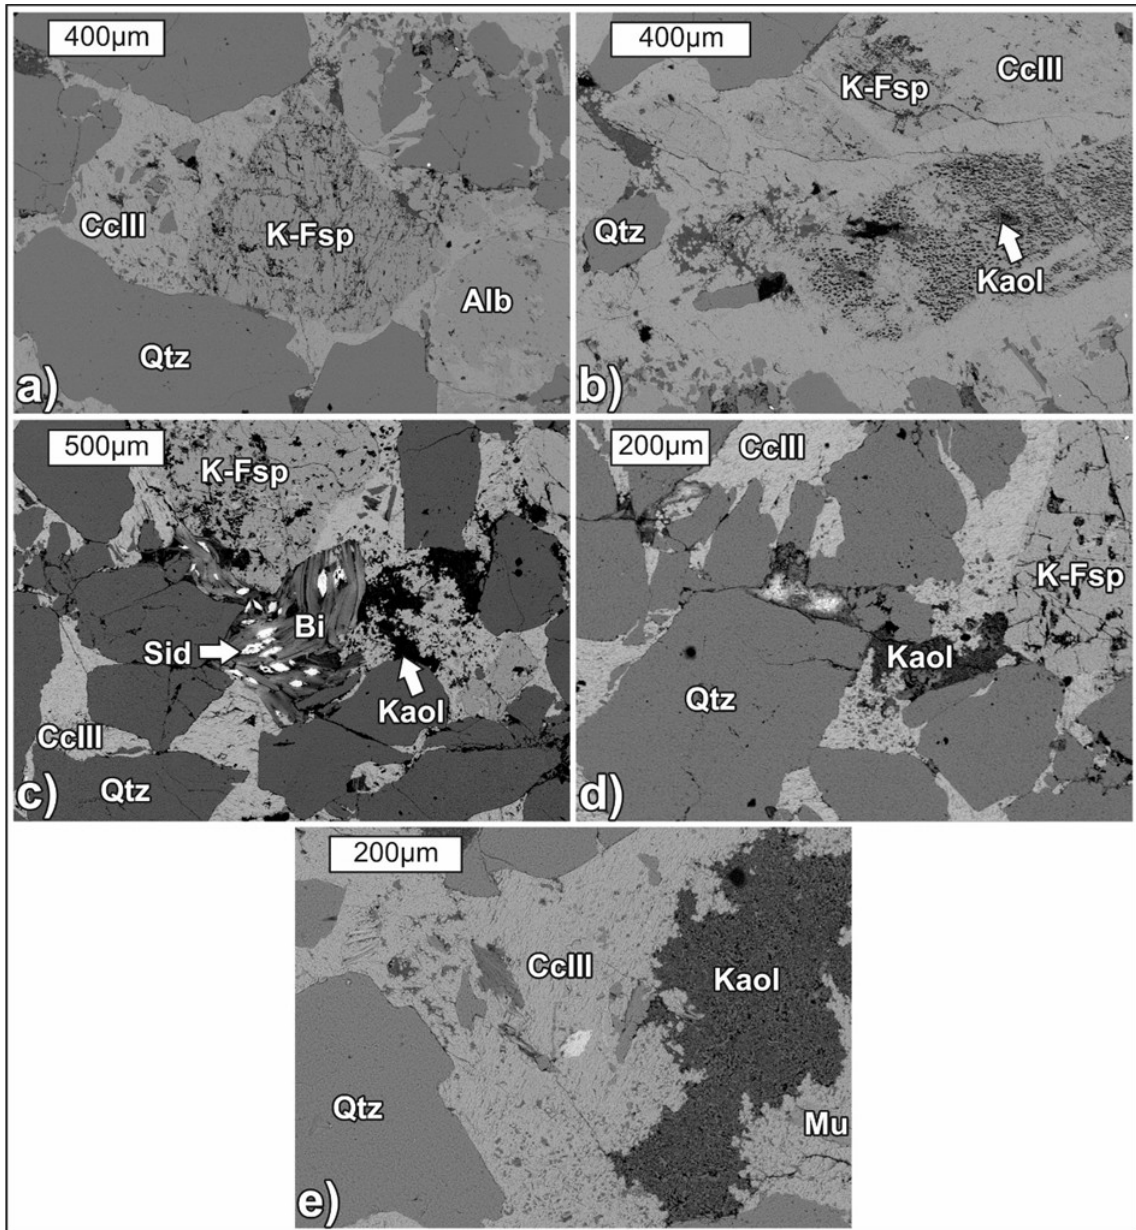 400µm
CcIII
K-Fsp
Alb
Qtz
a)
400µm
K-Fsp
CcIII
Qtz
Kaol
b)
500µm
K-Fsp
Bi
Sid
Kaol
CcIII
Qtz
c)
200µm
CcIII
K-Fsp
Kaol
Qtz
d)
200µm
CcIII
Kaol
Qtz
Mu
e)